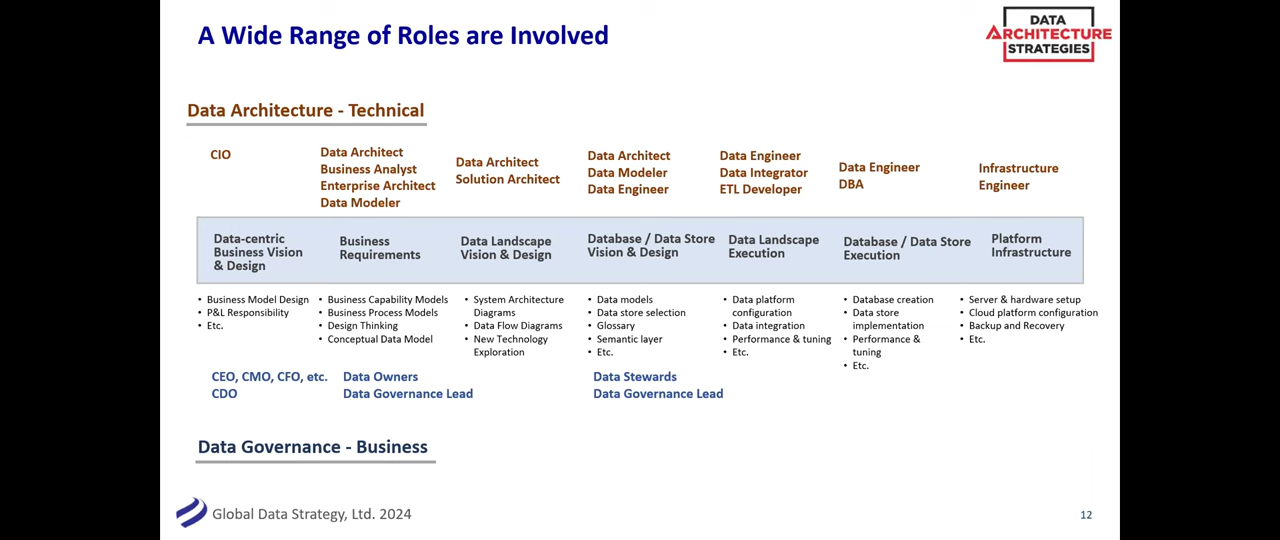 A Wide Range of Roles are Involved
DATA
ARCHITECTURE
STRATEGIES
Data Architecture - Technical
CIO
Data Architect
Business Analyst
Enterprise Architect
Data Modeler
Data Architect
Solution Architect
Data Architect
Data Modeler
Data Engineer
Data Engineer
Data Integrator
ETL Developer
Data Engineer
DBA
Infrastructure
Engineer
Data-centric
Business Vision
& Design
Business
Requirements
Data Landscape
Vision & Design
Database / Data Store
Vision & Design
Data Landscape
Execution
Database / Data Store
Execution
Platform
Infrastructure
• Business Model Design
• P&L Responsibility
• Etc.
• Business Capability Models
• Business Process Models
• Design Thinking
• Conceptual Data Model
• System Architecture
Diagrams
• Data Flow Diagrams
• New Technology
Exploration
• Data models
• Data store selection
• Glossary
• Semantic layer
• Etc.
• Data platform
configuration
• Data integration
• Performance & tuning
• Etc.
• Database creation
• Data store
implementation
• Performance &
tuning
• Etc.
• Server & hardware setup
• Cloud platform configuration
• Backup and Recovery
• Etc.
CEO, CMO, CFO, etc.
CDO
Data Owners
Data Governance Lead
Data Stewards
Data Governance Lead
Data Governance - Business
Global Data Strategy, Ltd. 2024
12